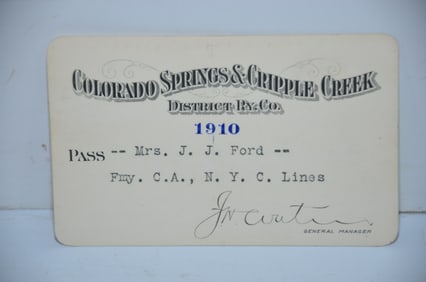 COLORADO SPRINGS & CRIPPLE CREEK
DISTRICT RY. CO.
1910
PASS -- Mrs. J. J. Ford --
Fmy. C.A., N. Y. C. Lines
GENERAL MANAGER